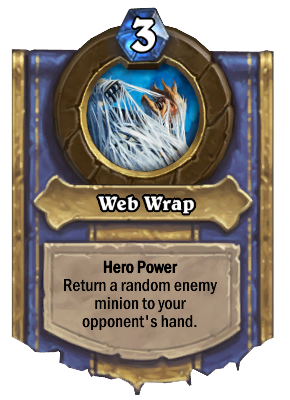 3
Web Wrap
Hero Power
Return a random enemy
minion to your
opponent's hand.